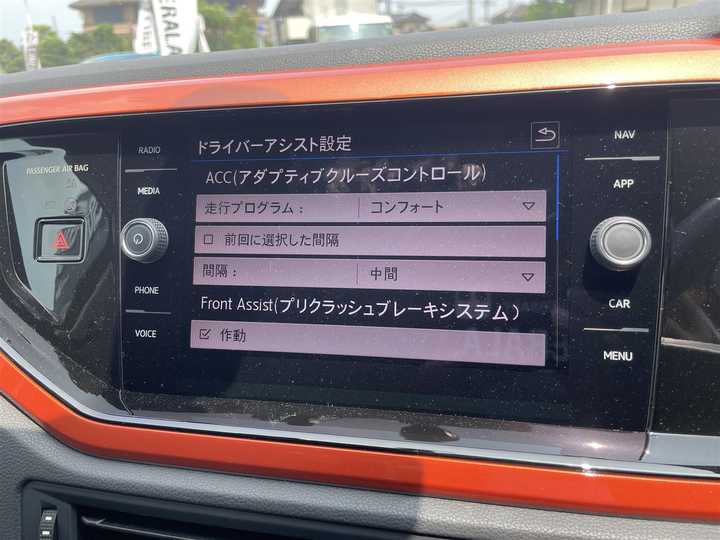 RADIO
MEDIA
PHONE
VOICE
PASSENGER AIR BAG
ドライバーアシスト設定
ACC(アダプティブクルーズコントロール)
走行プログラム： コンフォート
前回に選択した間隔
間隔： 中間
Front Assist(プリクラッシュブレーキシステム)
作動
NAV
APP
CAR
MENU